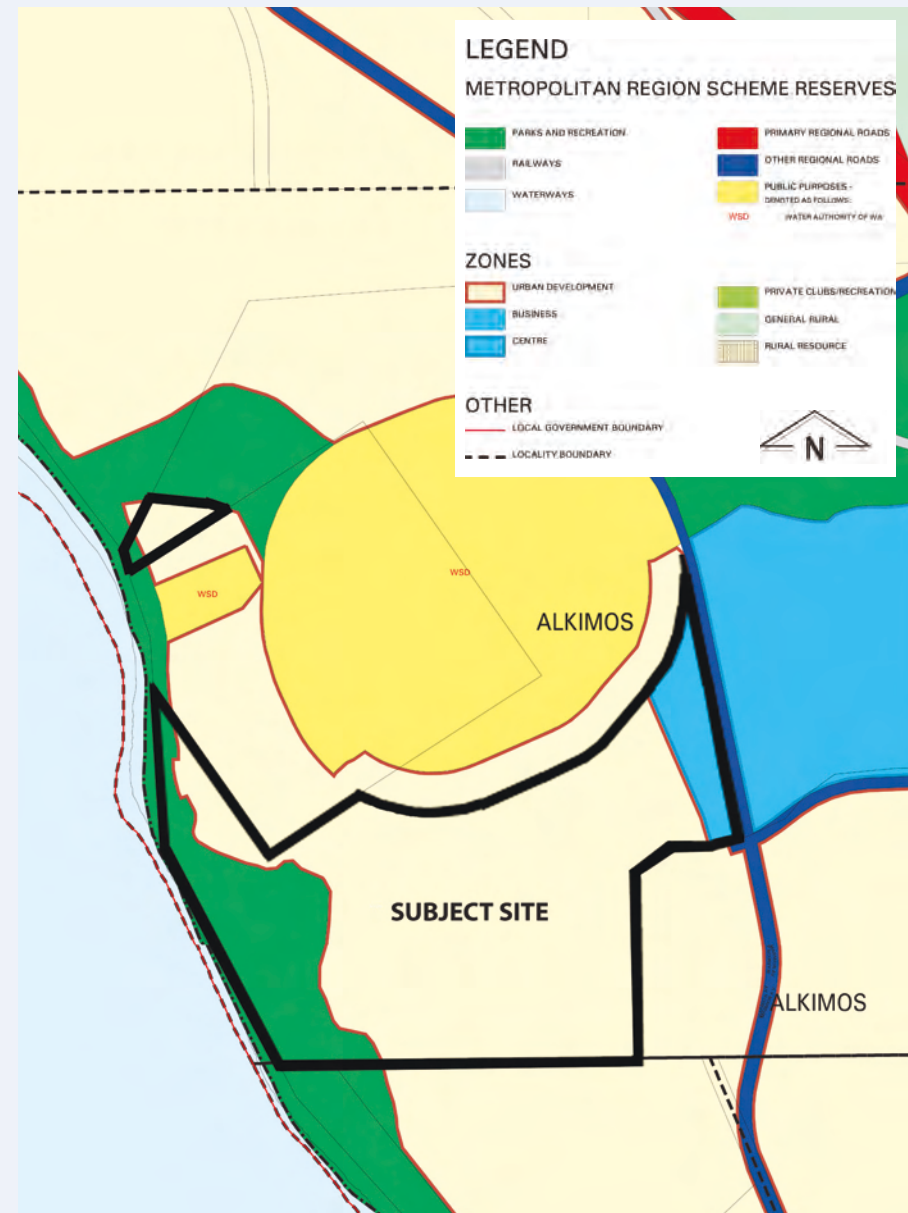 LEGEND
METROPOLITAN REGION SCHEME RESERVES
PARKS AND RECREATION
RAILWAYS
WATERWAYS
PRIMARY REGIONAL ROADS
OTHER REGIONAL ROADS
PUBLIC PURPOSES -
DENOTED AS FOLLOWS:
WSD WATER AUTHORITY OF WA
ZONES
URBAN DEVELOPMENT
BUSINESS
CENTRE
PRIVATE CLUBS/RECREATION
GENERAL RURAL
RURAL RESOURCE
OTHER
LOCAL GOVERNMENT BOUNDARY
LOCALITY BOUNDARY
N
WSD
WSD
ALKIMOS
SUBJECT SITE
ALKIMOS